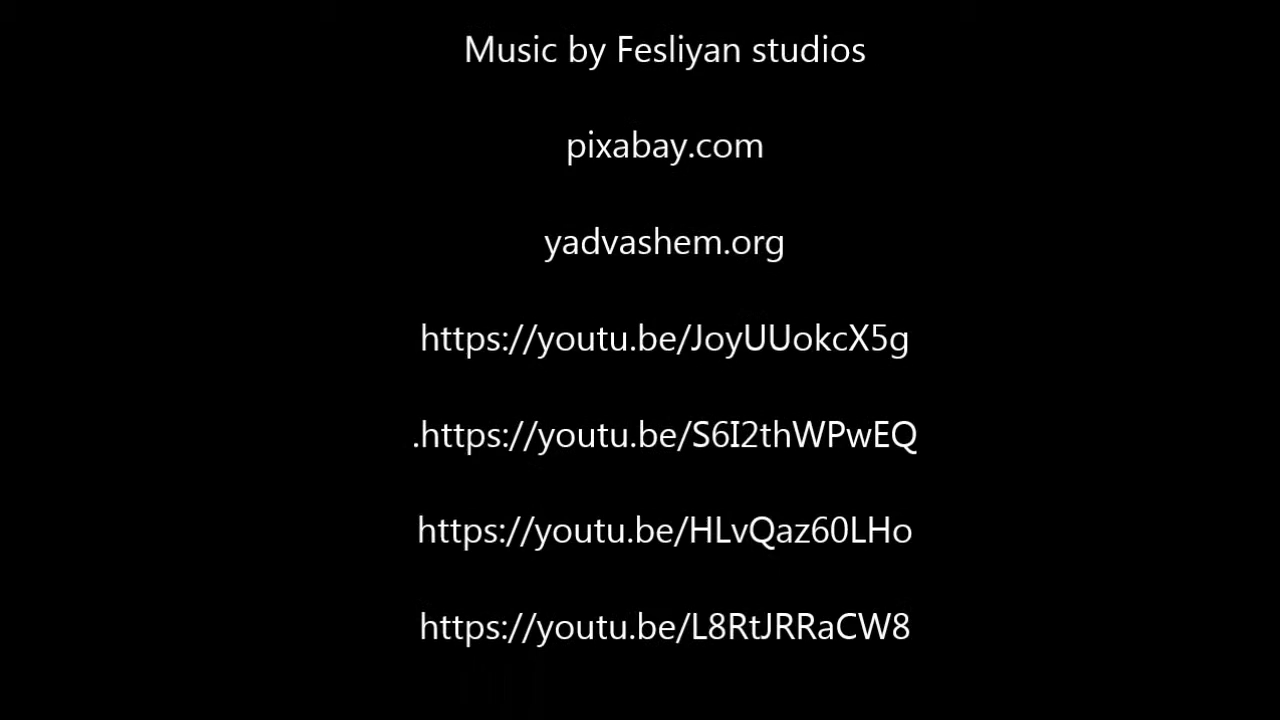 Music by Fesliyan studios
pixabay.com
yadvashem.org
https://youtu.be/JoyUUokcX5g
.https://youtu.be/S6I2thWPwEQ
https://youtu.be/HLvQaz60LHo
https://youtu.be/L8RtJRRaCW8